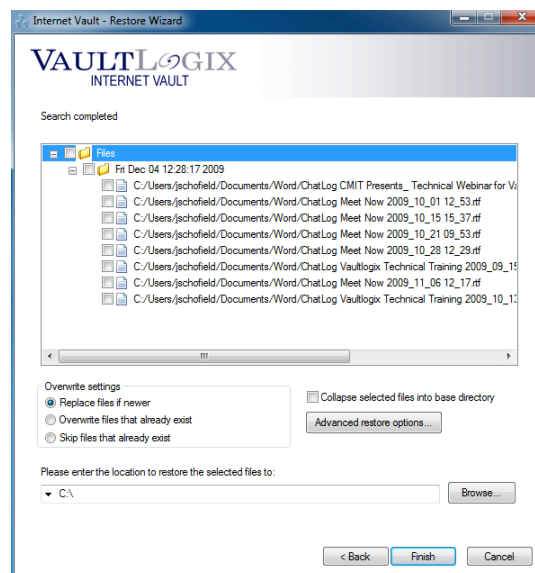 Internet Vault - Restore Wizard
VAULTLOGIX
INTERNET VAULT
Search completed
Files
Fri Dec 04 12:28:17 2009
C:/Users/jschofield/Documents/Word/ChatLog CMIT Presents_ Technical Webinar for Va
C:/Users/jschofield/Documents/Word/ChatLog Meet Now 2009_10_01 12_53.rtf
C:/Users/jschofield/Documents/Word/ChatLog Meet Now 2009_10_15 15_37.rtf
C:/Users/jschofield/Documents/Word/ChatLog Meet Now 2009_10_21 09_53.rtf
C:/Users/jschofield/Documents/Word/ChatLog Meet Now 2009_10_28 12_29.rtf
C:/Users/jschofield/Documents/Word/ChatLog Vaultlogix Technical Training 2009_09_15
C:/Users/jschofield/Documents/Word/ChatLog Meet Now 2009_11_06 12_17.rtf
C:/Users/jschofield/Documents/Word/ChatLog Vaultlogix Technical Training 2009_10_13
Overwrite settings
Replace files if newer
Overwrite files that already exist
Skip files that already exist
Collapse selected files into base directory
Advanced restore options...
Please enter the location to restore the selected files to:
C:\
Browse...
< Back
Finish
Cancel